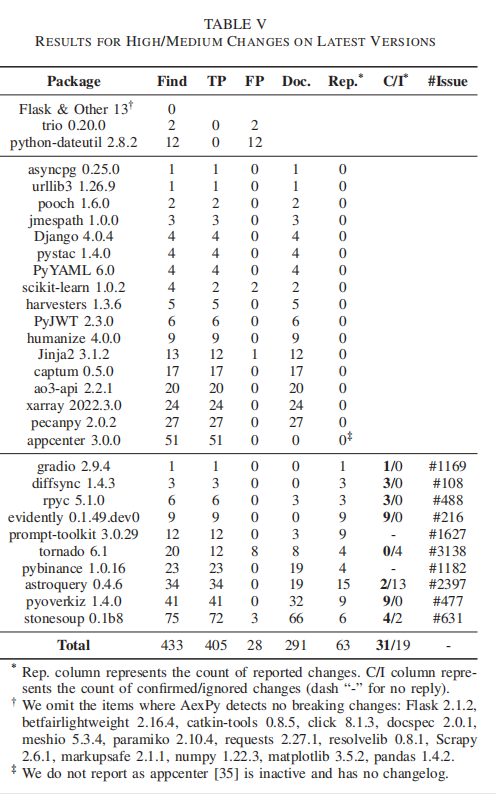 TABLE V
RESULTS FOR HIGH/MEDIUM CHANGES ON LATEST VERSIONS
Package Find TP FP Doc. Rep.* C/I* #Issue
Flask & Other 13† 0
trio 0.20.0 2 0 2
python-dateutil 2.8.2 12 0 12
asyncpg 0.25.0 1 1 0 1 0
urllib3 1.26.9 1 1 0 1 0
pooch 1.6.0 2 2 0 2 0
jmespath 1.0.0 3 3 0 3 0
Django 4.0.4 4 4 0 4 0
pystac 1.4.0 4 4 0 4 0
PyYAML 6.0 4 4 0 4 0
scikit-learn 1.0.2 4 2 2 2 0
harvesters 1.3.6 5 5 0 5 0
PyJWT 2.3.0 6 6 0 6 0
humanize 4.0.0 9 9 0 9 0
Jinja2 3.1.2 13 12 1 12 0
captum 0.5.0 17 17 0 17 0
ao3-api 2.2.1 20 20 0 20 0
xarray 2022.3.0 24 24 0 24 0
pecanpy 2.0.2 27 27 0 27 0
appcenter 3.0.0 51 51 0 0 0‡
gradio 2.9.4 1 1 0 0 1 1/0 #1169
diffsync 1.4.3 3 3 0 0 3 3/0 #108
rpyc 5.1.0 6 6 0 3 3 3/0 #488
evidently 0.1.49.dev0 9 9 0 0 9 9/0 #216
prompt-toolkit 3.0.29 12 12 0 3 9 - #1627
tornado 6.1 20 12 8 8 4 0/4 #3138
pybinance 1.0.16 23 23 0 19 4 - #1182
astroquery 0.4.6 34 34 0 19 15 2/13 #2397
pyoverkiz 1.4.0 41 41 0 32 9 9/0 #477
stonesoup 0.1b8 75 72 3 66 6 4/2 #631
Total 433 405 28 291 63 31/19 -
* Rep. column represents the count of reported changes. C/I column repre-
sents the count of confirmed/ignored changes (dash “-” for no reply).
† We omit the items where AexPy detects no breaking changes: Flask 2.1.2,
betfairlightweight 2.16.4, catkin-tools 0.8.5, click 8.1.3, docspec 2.0.1,
meshio 5.3.4, paramiko 2.10.4, requests 2.27.1, resolvelib 0.8.1, Scrapy
2.6.1, markupsafe 2.1.1, numpy 1.22.3, matplotlib 3.5.2, pandas 1.4.2.
‡ We do not report as appcenter [35] is inactive and has no changelog.